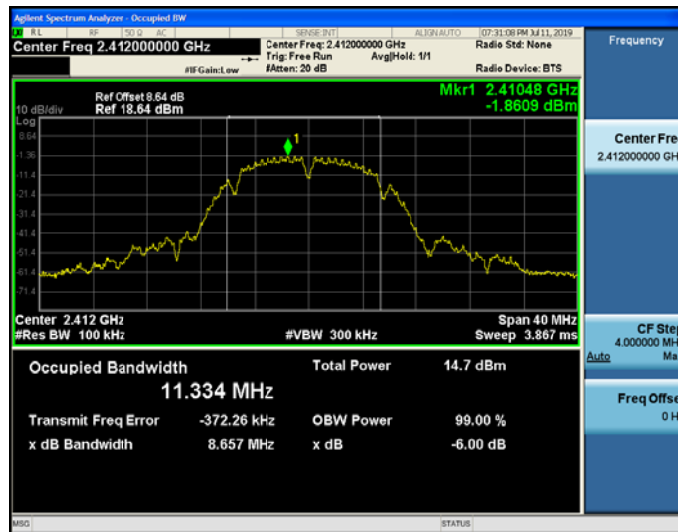 Agilent Spectrum Analyzer - Occupied BW
RL RF 50 Ω AC SENSE:INT ALIGNAUTO 07:31:08 PM Jul 11, 2019
Center Freq 2.412000000 GHz
Center Freq: 2.412000000 GHz
Radio Std: None
Trig: Free Run Avg|Hold: 1/1
#IFGain:Low #Atten: 20 dB
Radio Device: BTS
Frequency
Mkr1 2.41048 GHz
-1.8609 dBm
Ref Offset 8.64 dB
10 dB/div Ref 18.64 dBm
Log
8.64
-1.36
-11.4
-21.4
-31.4
-41.4
-51.4
-61.4
-71.4
1
Center 2.412 GHz Span 40 MHz
#Res BW 100 kHz #VBW 300 kHz Sweep 3.867 ms
Occupied Bandwidth Total Power 14.7 dBm
11.334 MHz
Transmit Freq Error -372.26 kHz OBW Power 99.00 %
x dB Bandwidth 8.657 MHz x dB -6.00 dB
Center Fre
2.412000000 GH
CF Ste
4.000000 MH
Auto Ma
Freq Offse
0 H
MSG STATUS